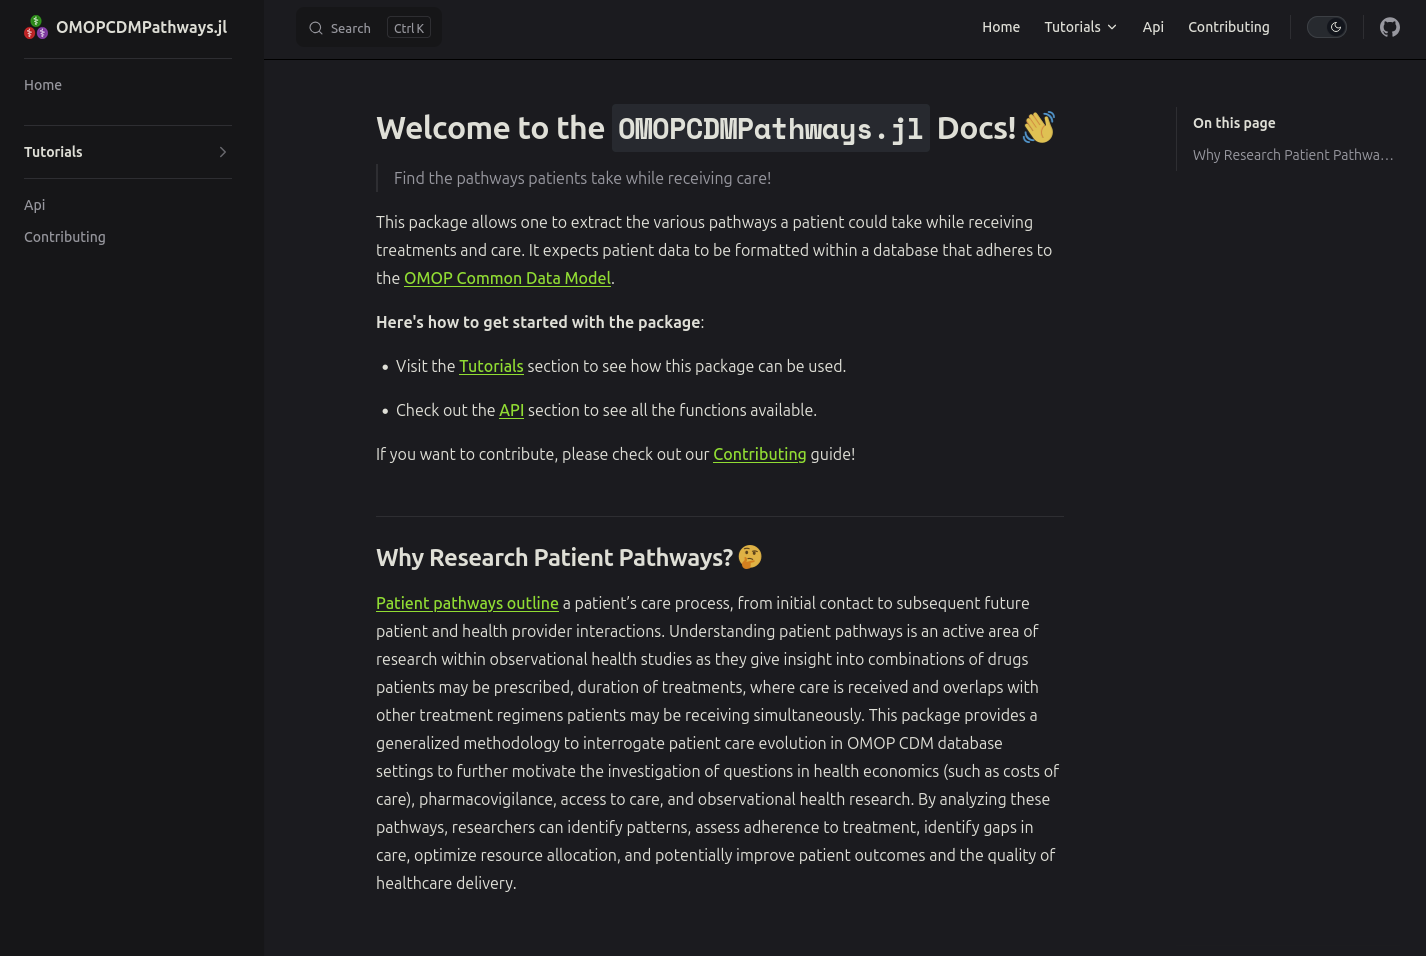 OMOPCDMPathways.jl
Search
Ctrl K
Home
Tutorials
Api
Contributing
Home
Tutorials
Api
Contributing
Welcome to the OMOPCDMPathways.jl Docs! 👋
Find the pathways patients take while receiving care!
This package allows one to extract the various pathways a patient could take while receiving
treatments and care. It expects patient data to be formatted within a database that adheres to
the OMOP Common Data Model.
Here's how to get started with the package:
• Visit the Tutorials section to see how this package can be used.
• Check out the API section to see all the functions available.
If you want to contribute, please check out our Contributing guide!
Why Research Patient Pathways? 🤔
Patient pathways outline a patient’s care process, from initial contact to subsequent future
patient and health provider interactions. Understanding patient pathways is an active area of
research within observational health studies as they give insight into combinations of drugs
patients may be prescribed, duration of treatments, where care is received and overlaps with
other treatment regimens patients may be receiving simultaneously. This package provides a
generalized methodology to interrogate patient care evolution in OMOP CDM database
settings to further motivate the investigation of questions in health economics (such as costs of
care), pharmacovigilance, access to care, and observational health research. By analyzing these
pathways, researchers can identify patterns, assess adherence to treatment, identify gaps in
care, optimize resource allocation, and potentially improve patient outcomes and the quality of
healthcare delivery.
On this page
Why Research Patient Pathwa…